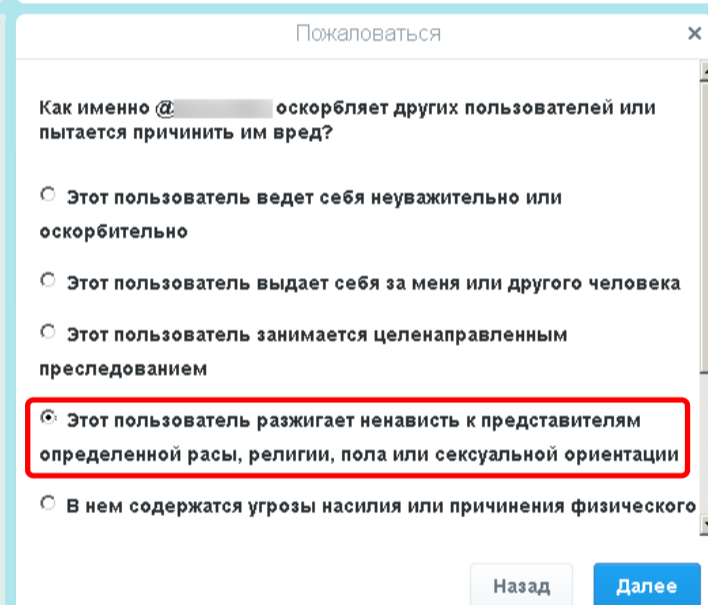 Пожаловаться
Как именно @ оскорбляет других пользователей или
пытается причинить им вред?
Этот пользователь ведет себя неуважительно или
оскорбительно
Этот пользователь выдает себя за меня или другого человека
Этот пользователь занимается целенаправленным
преследованием
Этот пользователь разжигает ненависть к представителям
определенной расы, религии, пола или сексуальной ориентации
В нем содержатся угрозы насилия или причинения физического
Назад Далее